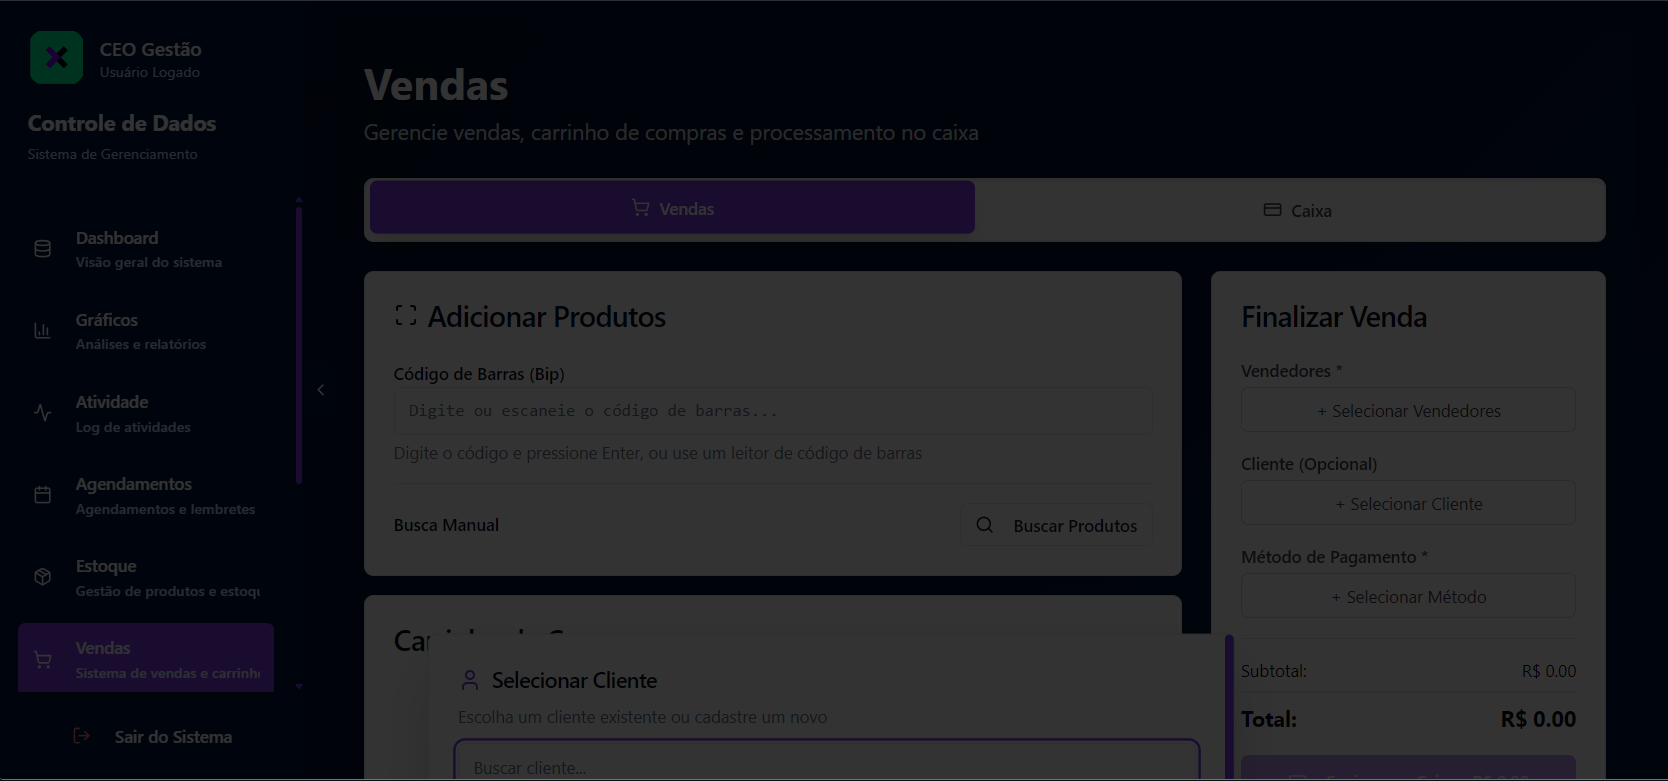 CEO Gestão
Usuário Logado
Controle de Dados
Sistema de Gerenciamento
Dashboard
Visão geral do sistema
Gráficos
Análises e relatórios
Atividade
Log de atividades
Agendamentos
Agendamentos e lembretes
Estoque
Gestão de produtos e estoqu
Vendas
Sistema de vendas e carrinh
Sair do Sistema
Vendas
Gerencie vendas, carrinho de compras e processamento no caixa
Vendas
Caixa
Adicionar Produtos
Código de Barras (Bip)
Digite ou escaneie o código de barras...
Digite o código e pressione Enter, ou use um leitor de código de barras
Busca Manual
Buscar Produtos
Selecionar Cliente
Escolha um cliente existente ou cadastre um novo
Buscar cliente...
Finalizar Venda
Vendedores *
+ Selecionar Vendedores
Cliente (Opcional)
+ Selecionar Cliente
Método de Pagamento *
+ Selecionar Método
Subtotal:
R$ 0.00
Total:
R$ 0.00